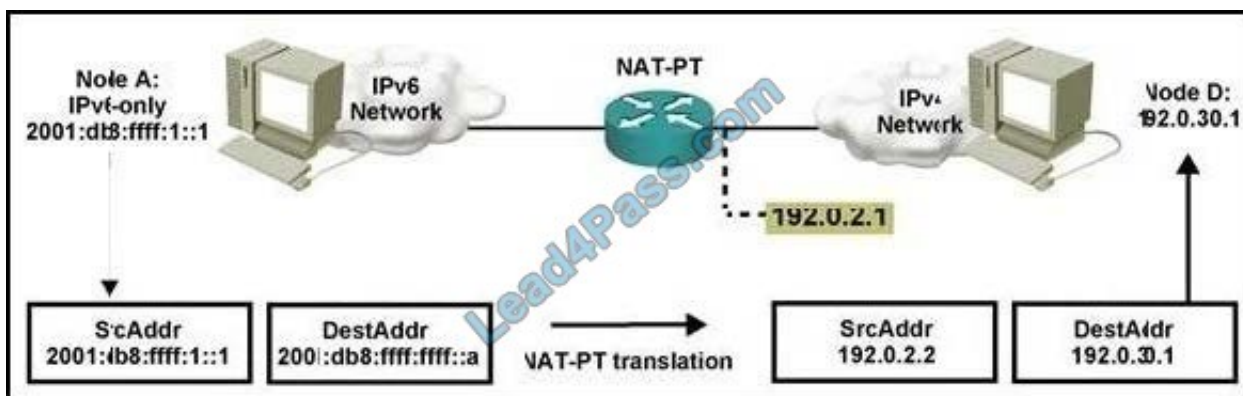 Node A:
IPv6-only
2001:db8:ffff:1::1
IPv6
Network
NAT-PT
IPv4
Network
Node D:
192.0.30.1
192.0.2.1
Lead4Pass.com
SrcAddr
2001:db8:ffff:1::1
DestAddr
2001:db8:ffff:ffff::a
NAT-PT translation
SrcAddr
192.0.2.2
DestAddr
192.0.30.1